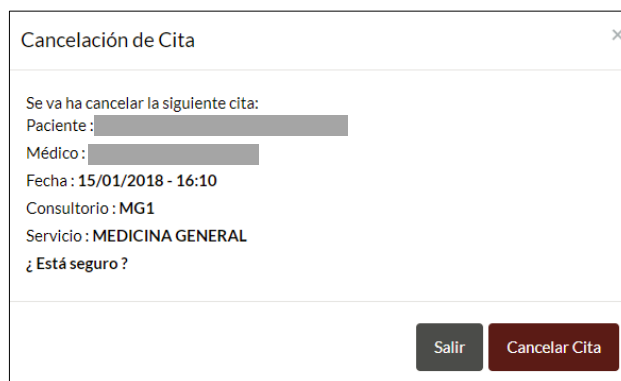 Cancelación de Cita
×
Se va ha cancelar la siguiente cita:
Paciente :
Médico :
Fecha : 15/01/2018 - 16:10
Consultorio : MG1
Servicio : MEDICINA GENERAL
¿ Está seguro ?
Salir Cancelar Cita